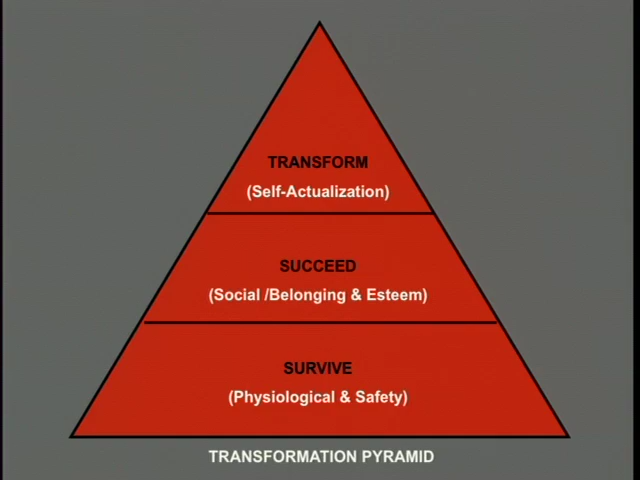 TRANSFORM
(Self-Actualization)
SUCCEED
(Social /Belonging & Esteem)
SURVIVE
(Physiological & Safety)
TRANSFORMATION PYRAMID